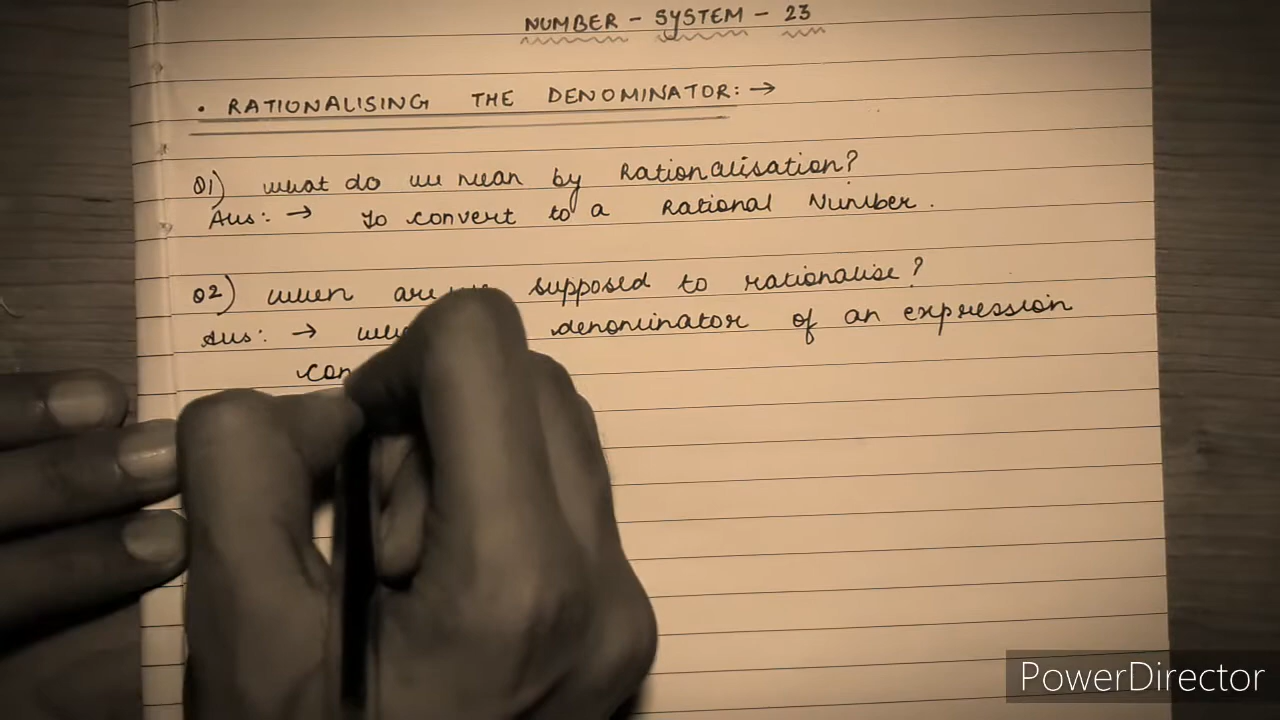 NUMBER - SYSTEM - 23
• RATIONALISING THE DENOMINATOR: →
Q1) What do we mean by Rationalisation?
Ans: → To convert to a Rational Number.
Q2) When are supposed to rationalise?
Ans: → denominator of an expression
PowerDirector